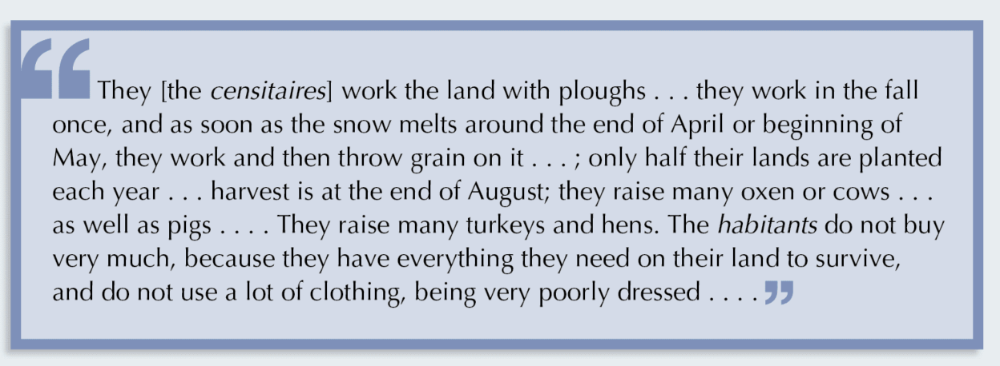 “They [the censitaires] work the land with ploughs . . . they work in the fall
once, and as soon as the snow melts around the end of April or beginning of
May, they work and then throw grain on it . . . ; only half their lands are planted
each year . . . harvest is at the end of August; they raise many oxen or cows . . .
as well as pigs . . . . They raise many turkeys and hens. The habitants do not buy
very much, because they have everything they need on their land to survive,
and do not use a lot of clothing, being very poorly dressed . . . . ”